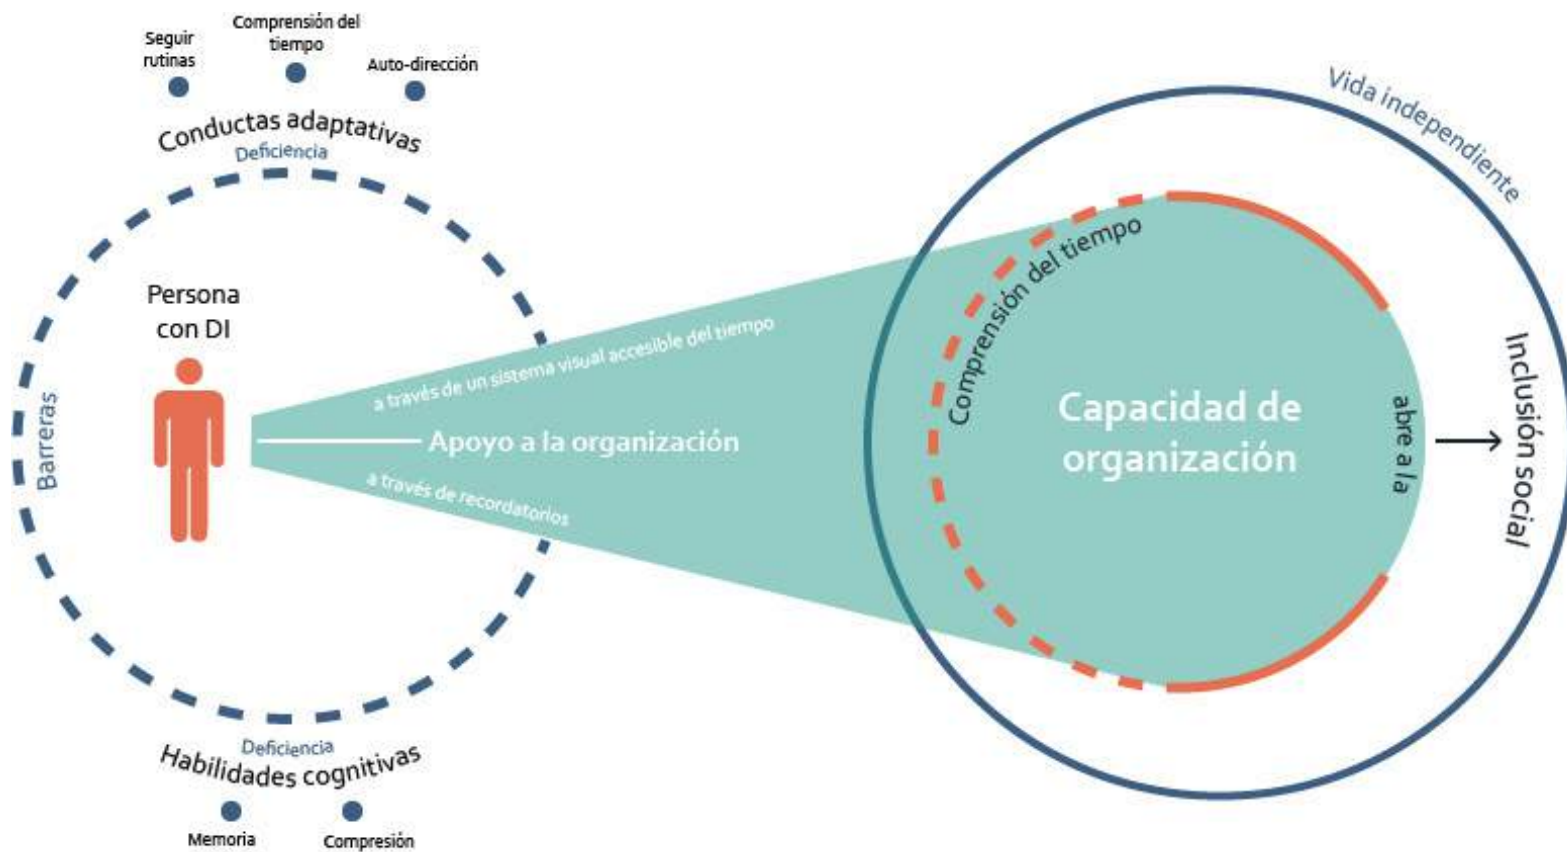 Seguir
rutinas
Comprensión del
tiempo
Auto-dirección
Conductas adaptativas
Deficiencia
Persona
con DI
Barreras
Deficiencia
Habilidades cognitivas
Memoria
Compresión
a través de un sistema visual accesible del tiempo
Apoyo a la organización
a través de recordatorios
Comprensión del tiempo
Capacidad de
organización
abre a la
Inclusión social
Vida independiente